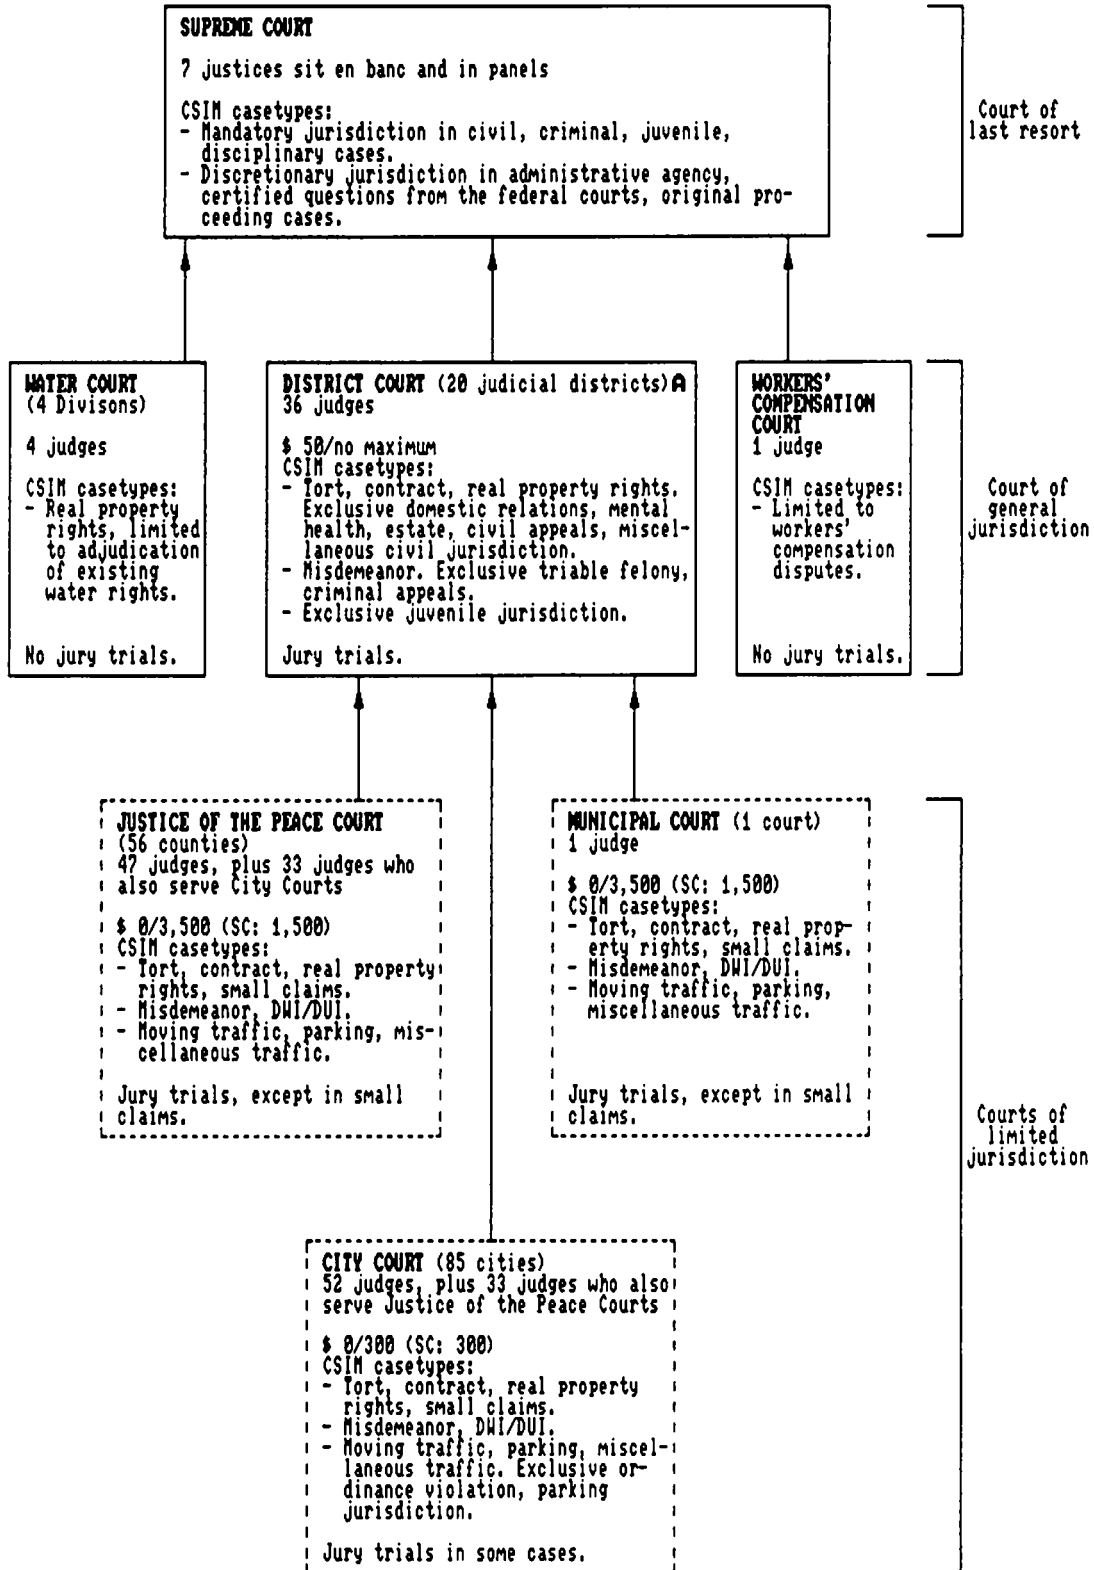 SUPREME COURT
7 justices sit en banc and in panels
CSIM casetypes:
- Mandatory jurisdiction in civil, criminal, juvenile,
disciplinary cases.
- Discretionary jurisdiction in administrative agency,
certified questions from the federal courts, original pro-
ceeding cases.
Court of
last resort
WATER COURT
(4 Divisons)
4 judges
CSIM casetypes:
- Real property
rights, limited
to adjudication
of existing
water rights.
No jury trials.
DISTRICT COURT (20 judicial districts) A
36 judges
$ 50/no maximum
CSIM casetypes:
- Tort, contract, real property rights.
Exclusive domestic relations, mental
health, estate, civil appeals, miscel-
laneous civil jurisdiction.
- Misdemeanor. Exclusive triable felony,
criminal appeals.
- Exclusive juvenile jurisdiction.
Jury trials.
WORKERS'
COMPENSATION
COURT
1 judge
CSIM casetypes:
- Limited to
workers'
compensation
disputes.
No jury trials.
Court of
general
jurisdiction
JUSTICE OF THE PEACE COURT
(56 counties)
47 judges, plus 33 judges who
also serve City Courts
$ 0/3,500 (SC: 1,500)
CSIM casetypes:
- Tort, contract, real property
rights, small claims.
- Misdemeanor, DWI/DUI.
- Moving traffic, parking, mis-
cellaneous traffic.
Jury trials, except in small
claims.
MUNICIPAL COURT (1 court)
1 judge
$ 0/3,500 (SC: 1,500)
CSIM casetypes:
- Tort, contract, real prop-
erty rights, small claims.
- Misdemeanor, DWI/DUI.
- Moving traffic, parking,
miscellaneous traffic.
Jury trials, except in small
claims.
Courts of
limited
jurisdiction
CITY COURT (85 cities)
52 judges, plus 33 judges who also
serve Justice of the Peace Courts
$ 0/300 (SC: 300)
CSIM casetypes:
- Tort, contract, real property
rights, small claims.
- Misdemeanor, DWI/DUI.
- Moving traffic, parking, miscel-
laneous traffic. Exclusive or-
dinance violation, parking
jurisdiction.
Jury trials in some cases.